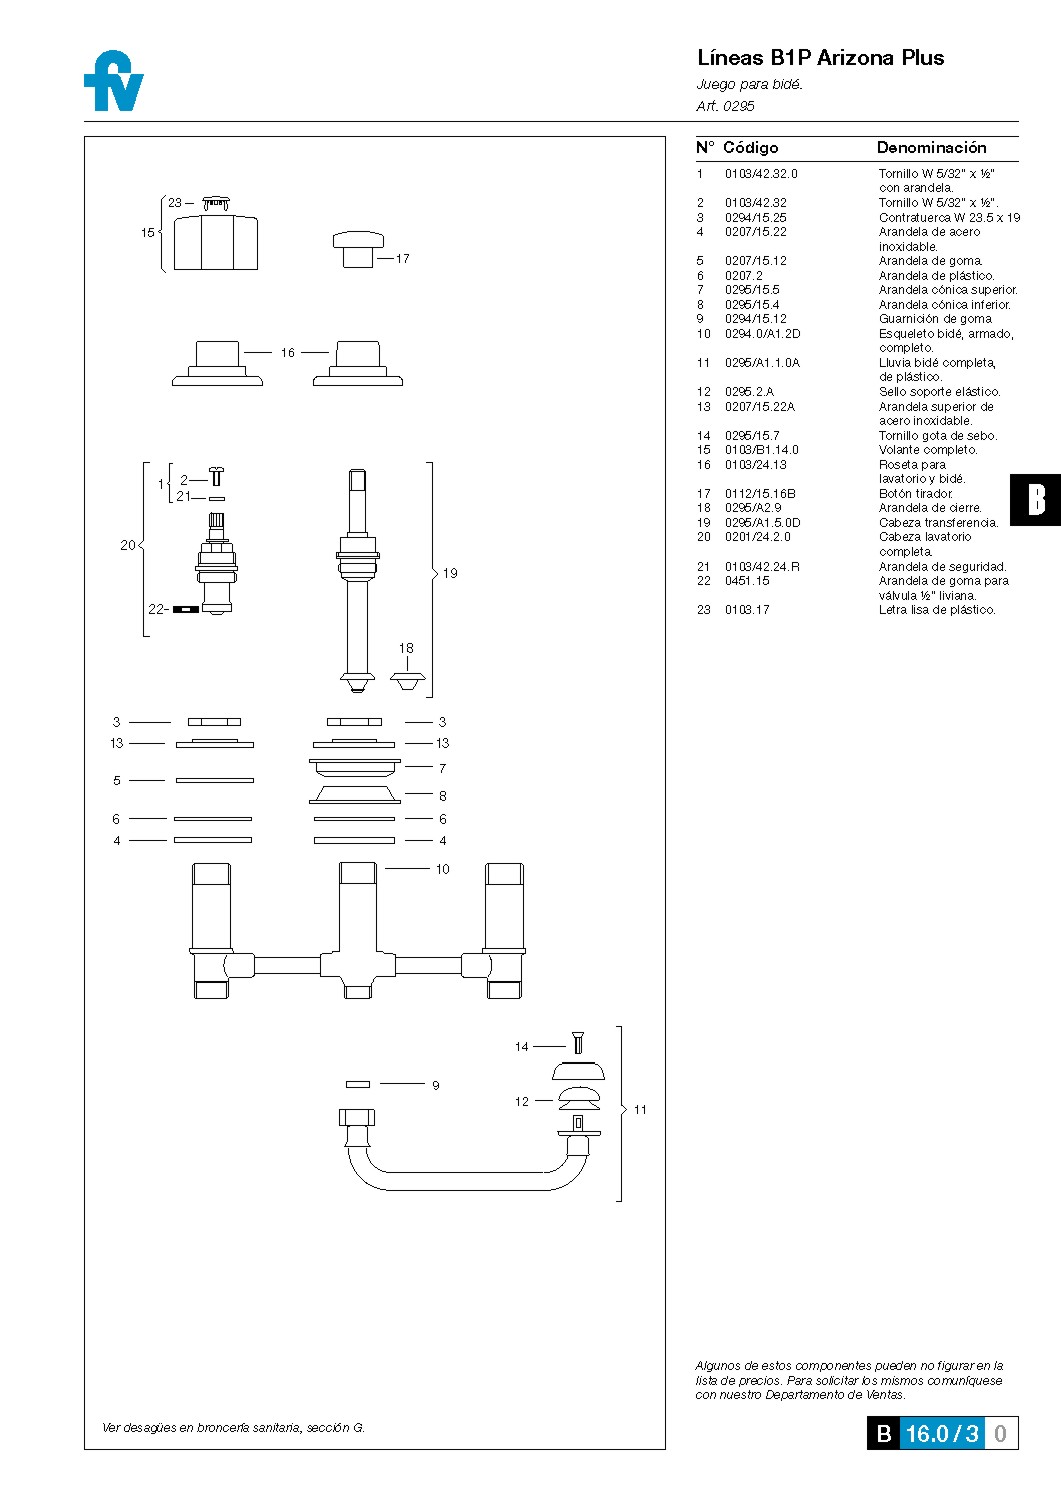 fv
Líneas B1P Arizona Plus
Juego para bidé.
Art. 0295
N° Código Denominación
1 0103/42.32.0 Tornillo W 5/32" x ½"
con arandela.
2 0103/42.32 Tornillo W 5/32" x ½".
3 0294/15.25 Contratuerca W 23.5 x 19
4 0207/15.22 Arandela de acero
inoxidable.
5 0207/15.12 Arandela de goma.
6 0207.2 Arandela de plástico.
7 0295/15.5 Arandela cónica superior.
8 0295/15.4 Arandela cónica inferior.
9 0294/15.12 Guarnición de goma
10 0294.0/A1.2D Esqueleto bidé, armado,
completo.
11 0295/A1.1.0A Lluvia bidé completa,
de plástico.
12 0295.2.A Sello soporte elástico.
13 0207/15.22A Arandela superior de
acero inoxidable.
14 0295/15.7 Tornillo gota de sebo.
15 0103/B1.14.0 Volante completo.
16 0103/24.13 Roseta para
lavatorio y bidé.
17 0112/15.16B Botón tirador.
18 0295/A2.9 Arandela de cierre.
19 0295/A1.5.0D Cabeza transferencia.
20 0201/24.2.0 Cabeza lavatorio
completa.
21 0103/42.24.R Arandela de seguridad.
22 0451.15 Arandela de goma para
válvula ½" liviana.
23 0103.17 Letra lisa de plástico.
B
23
15
17
16
1
2
21
20
19
22
18
3
3
13
13
7
5
8
6
6
4
4
10
14
9
12
11
Ver desagües en broncería sanitaria, sección G.
Algunos de estos componentes pueden no figurar en la
lista de precios. Para solicitar los mismos comuníquese
con nuestro Departamento de Ventas.
B 16.0 / 3 0